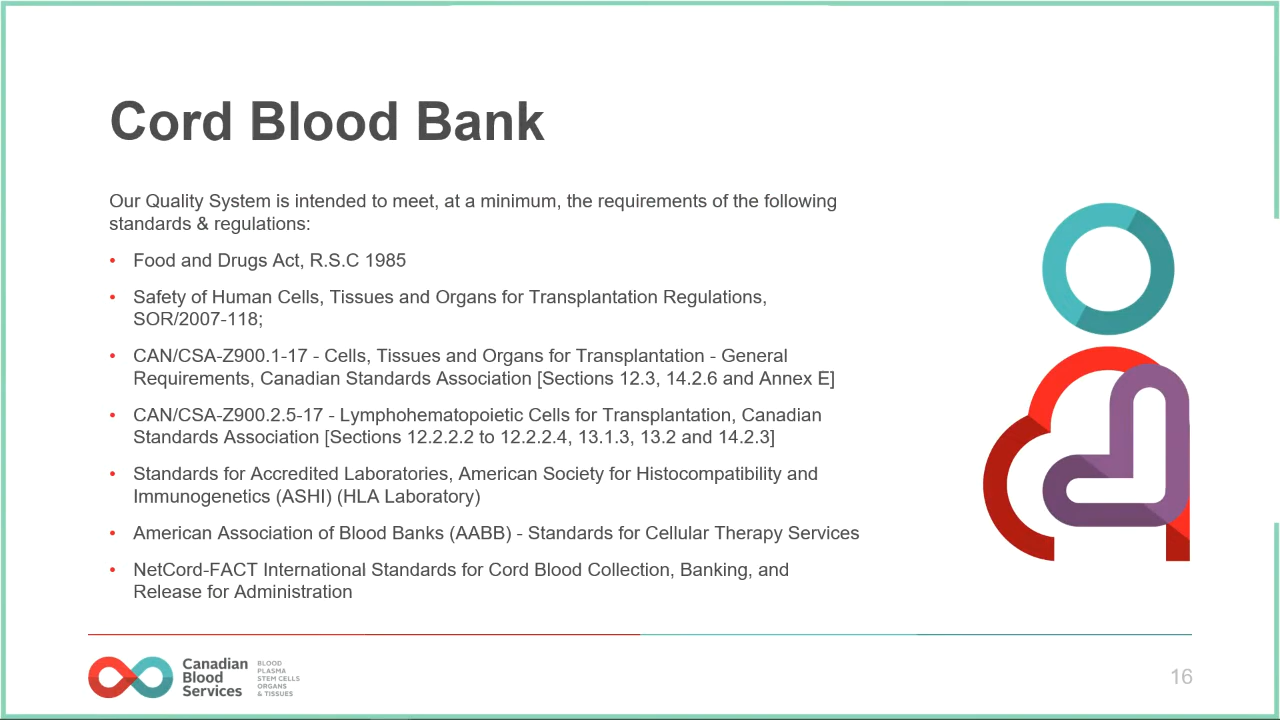 Cord Blood Bank
Our Quality System is intended to meet, at a minimum, the requirements of the following
standards & regulations:
• Food and Drugs Act, R.S.C 1985
• Safety of Human Cells, Tissues and Organs for Transplantation Regulations,
SOR/2007-118;
• CAN/CSA-Z900.1-17 - Cells, Tissues and Organs for Transplantation - General
Requirements, Canadian Standards Association [Sections 12.3, 14.2.6 and Annex E]
• CAN/CSA-Z900.2.5-17 - Lymphohematopoietic Cells for Transplantation, Canadian
Standards Association [Sections 12.2.2.2 to 12.2.2.4, 13.1.3, 13.2 and 14.2.3]
• Standards for Accredited Laboratories, American Society for Histocompatibility and
Immunogenetics (ASHI) (HLA Laboratory)
• American Association of Blood Banks (AABB) - Standards for Cellular Therapy Services
• NetCord-FACT International Standards for Cord Blood Collection, Banking, and
Release for Administration
Canadian
Blood
Services
BLOOD
PLASMA
STEM CELLS
ORGANS
& TISSUES
16